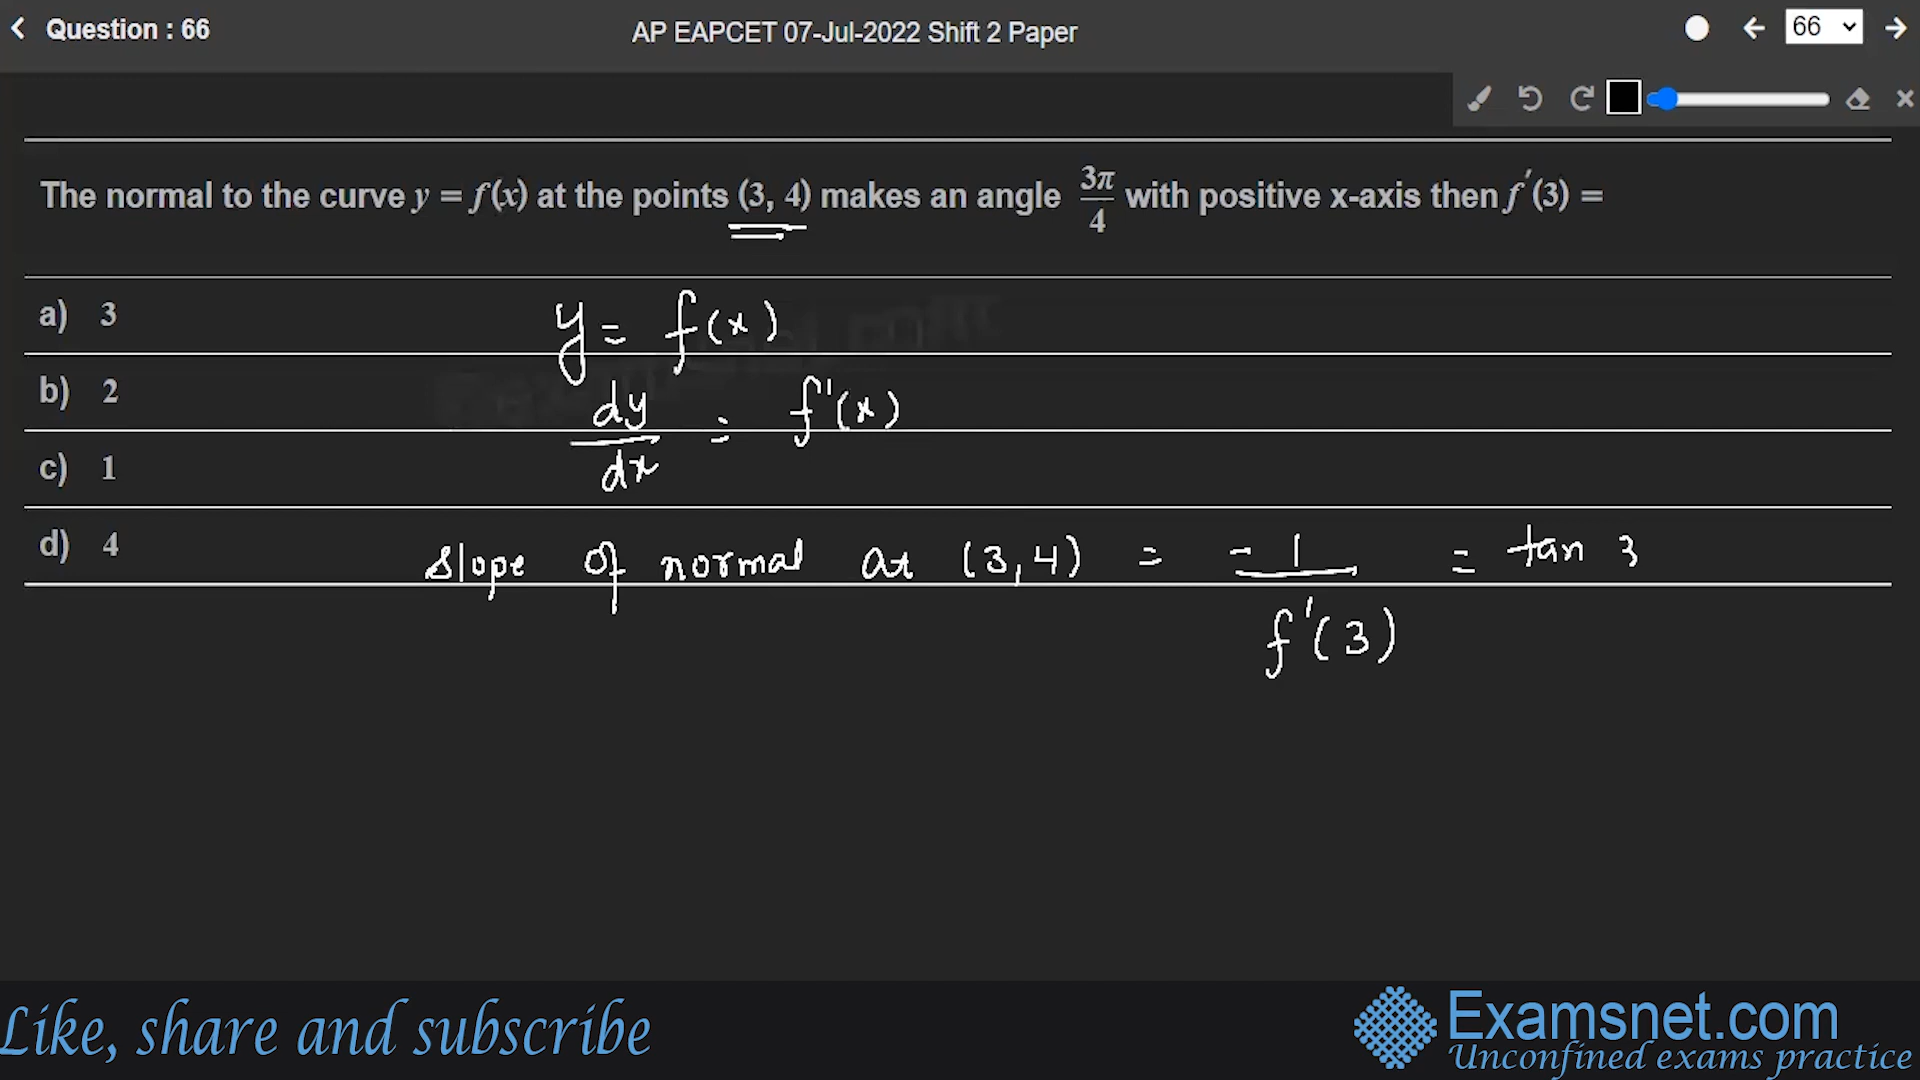 Question : 66
AP EAPCET 07-Jul-2022 Shift 2 Paper
66
The normal to the curve y = f(x) at the points (3, 4) makes an angle 3π/4 with positive x-axis then f′(3) =
a) 3
b) 2
c) 1
d) 4
y = f(x)
dy/dx = f'(x)
Slope of normal at (3,4) = -1/f'(3) = tan 3
Like, share and subscribe
Examsnet.com
Unconfined exams practice